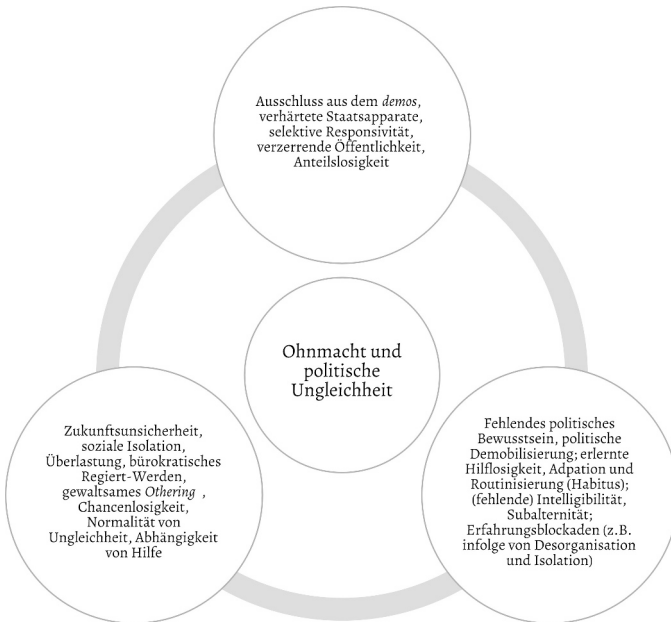 Ausschluss aus dem demos,
verhärtete Staatsapparate,
selektive Responsivität,
verzerrende Öffentlichkeit,
Anteilslosigkeit
Ohnmacht und
politische
Ungleichheit
Zukunftsunsicherheit,
soziale Isolation,
Überlastung, bürokratisches
Regiert-Werden,
gewaltsames Othering ,
Chancenlosigkeit,
Normalität von
Ungleichheit, Abhängigkeit
von Hilfe
Fehlendes politisches
Bewusstsein, politische
Demobilisierung; erlernte
Hilflosigkeit, Adpation und
Routinisierung (Habitus);
(fehlende) Intelligibilität,
Subalternität;
Erfahrungsblockaden (z.B.
infolge von Desorganisation
und Isolation)